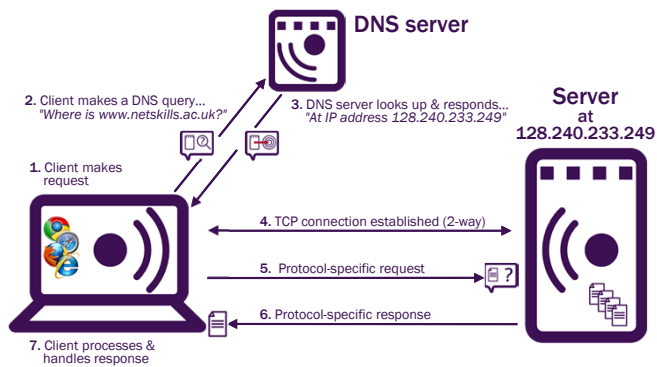 DNS server
2. Client makes a DNS query...
"Where is www.netskills.ac.uk?"
3. DNS server looks up & responds...
"At IP address 128.240.233.249"
Server
at
128.240.233.249
1. Client makes
request
4. TCP connection established (2-way)
5. Protocol-specific request
?
6. Protocol-specific response
7. Client processes &
handles response